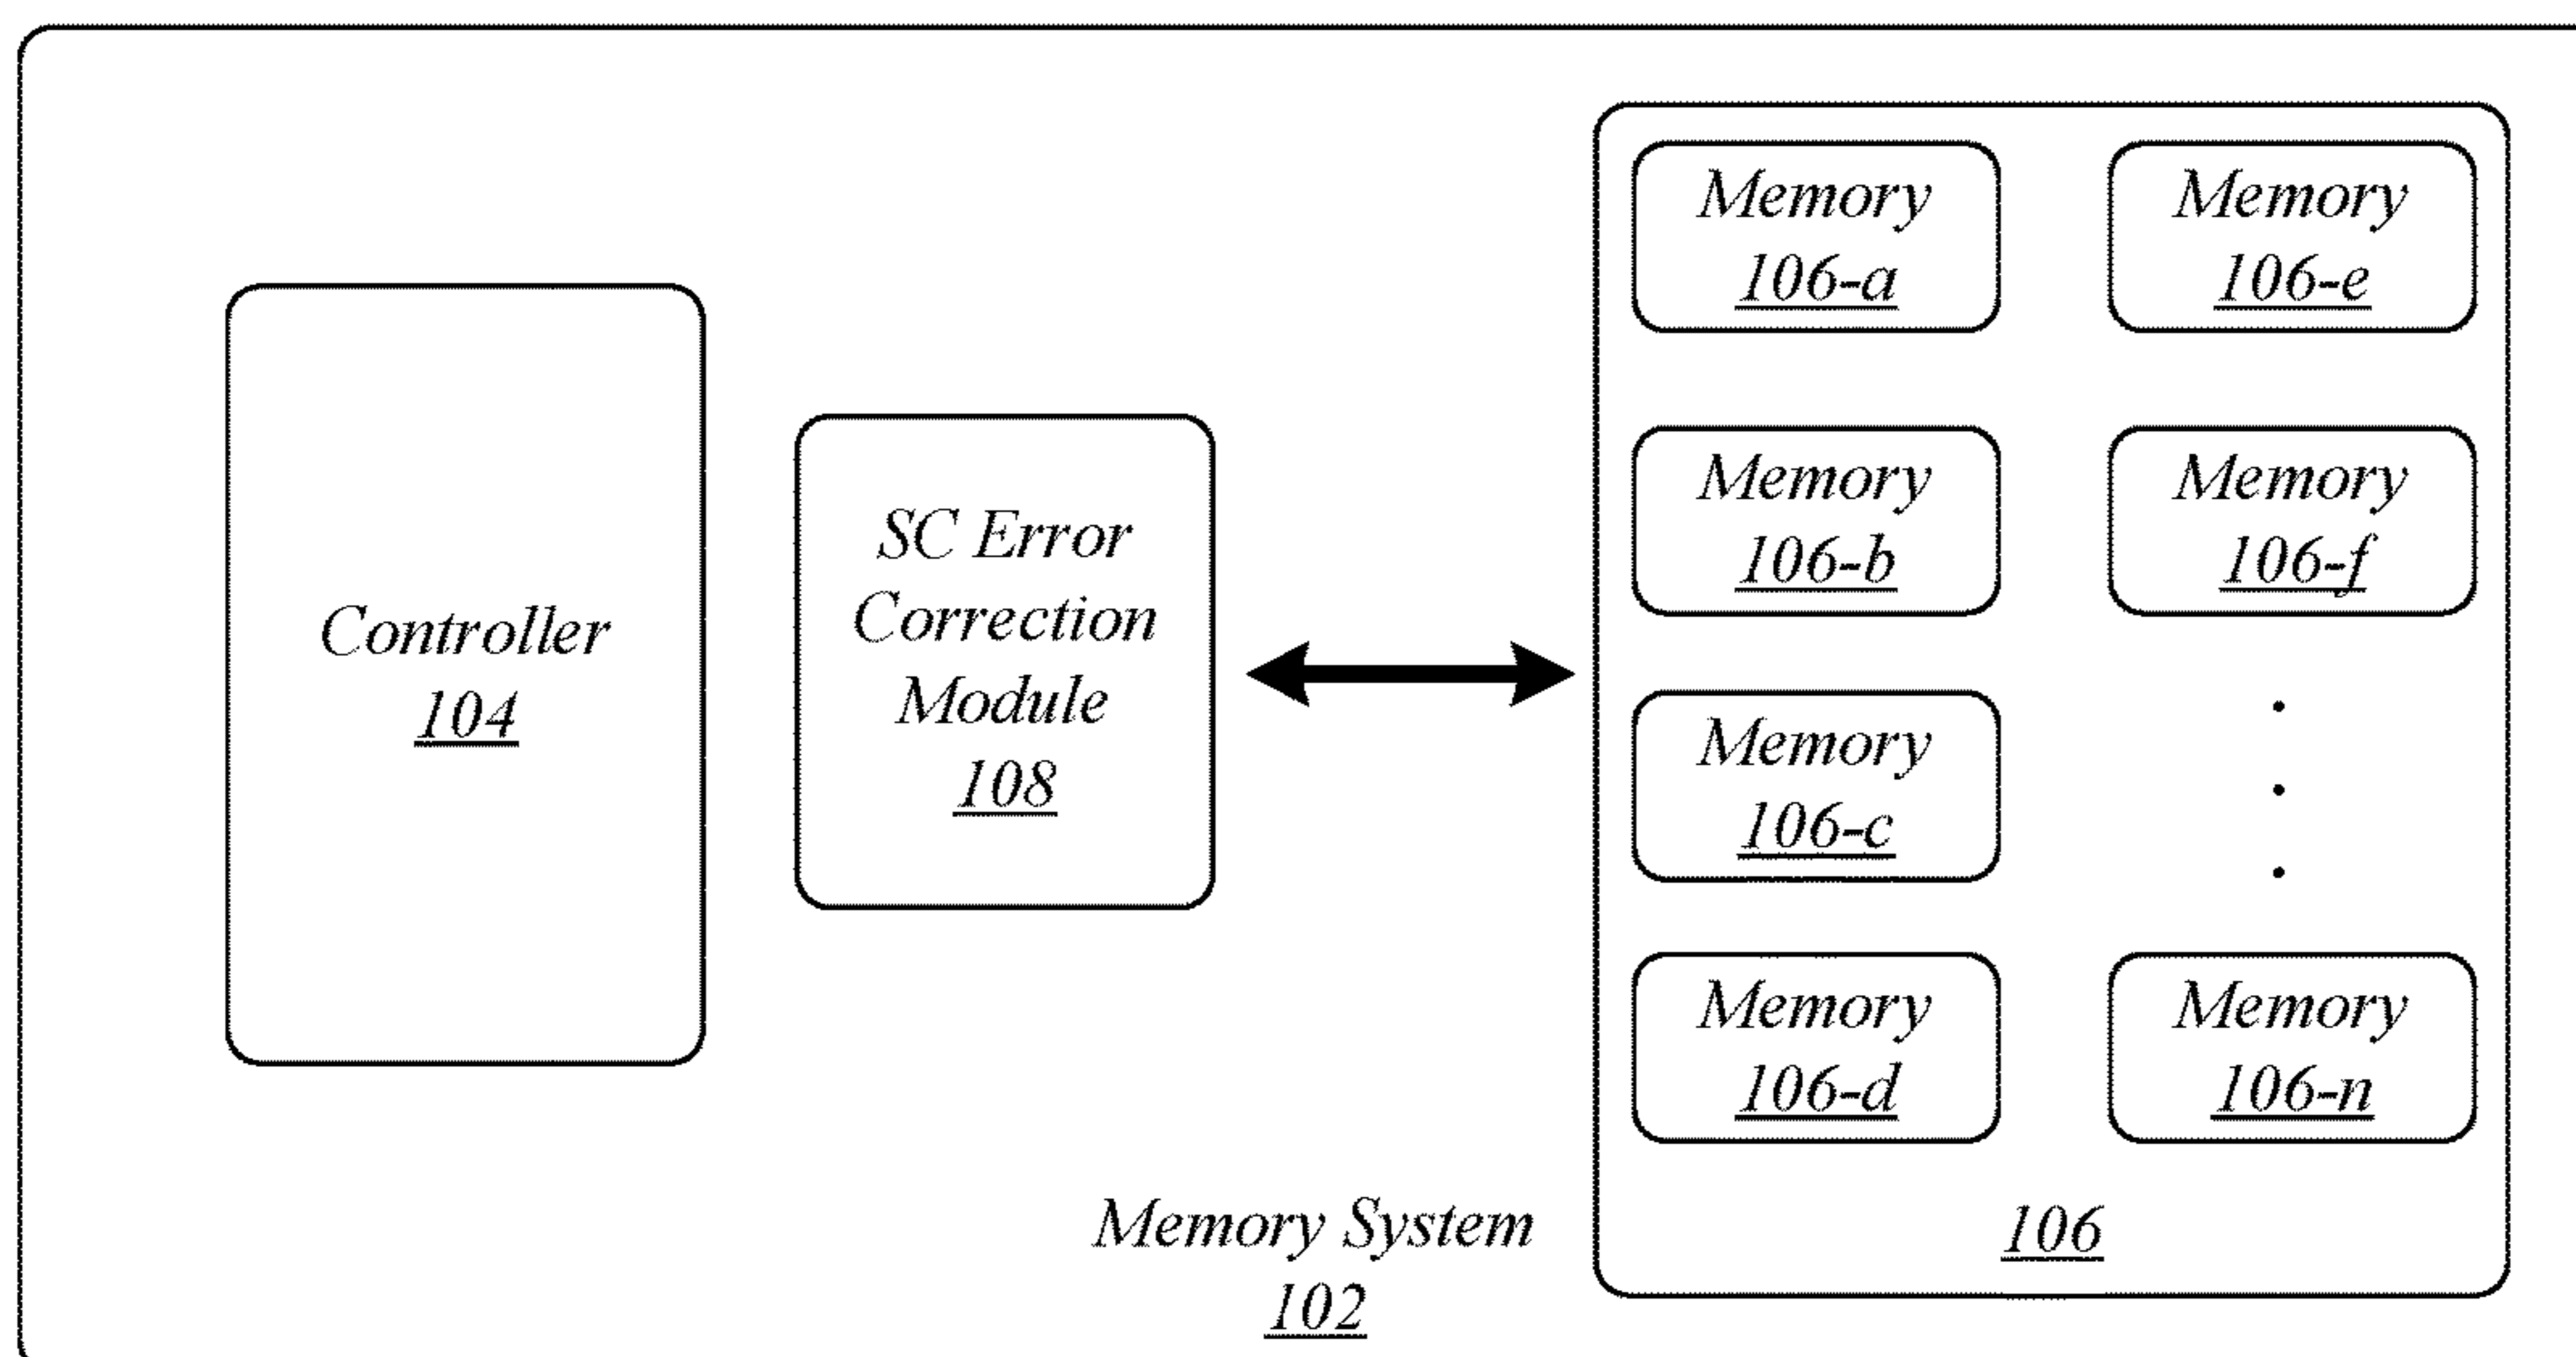 Controller
104
SC Error
Correction
Module
108
Memory
106-a
Memory
106-e
Memory
106-b
Memory
106-f
Memory
106-c
Memory
106-d
Memory
106-n
106
Memory System
102